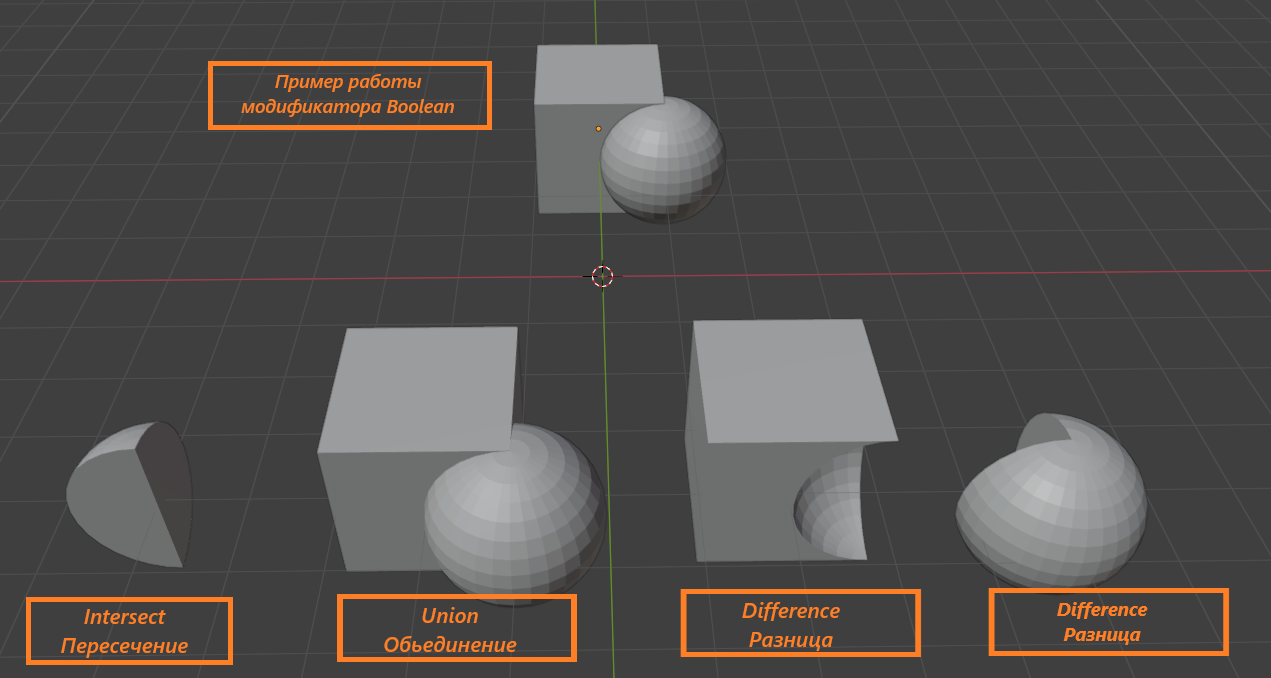 Пример работы
модификатора Boolean
Intersect
Пересечение
Union
Обьединение
Difference
Разница
Difference
Разница